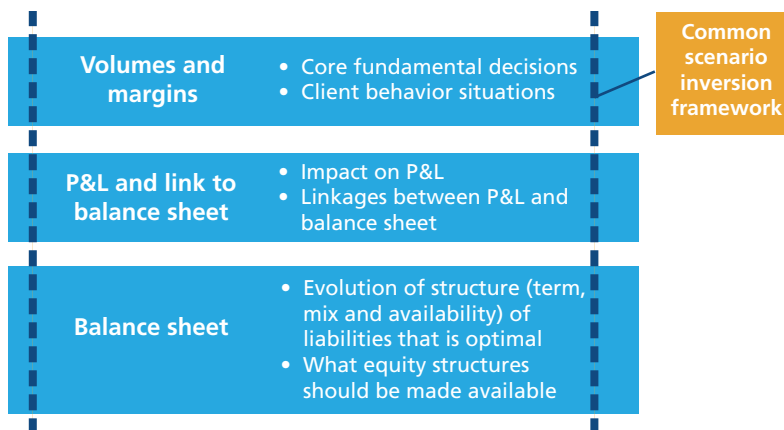 Volumes and
margins
• Core fundamental decisions
• Client behavior situations
Common
scenario
inversion
framework
P&L and link to
balance sheet
• Impact on P&L
• Linkages between P&L and
balance sheet
Balance sheet
• Evolution of structure (term,
mix and availability) of
liabilities that is optimal
• What equity structures
should be made available